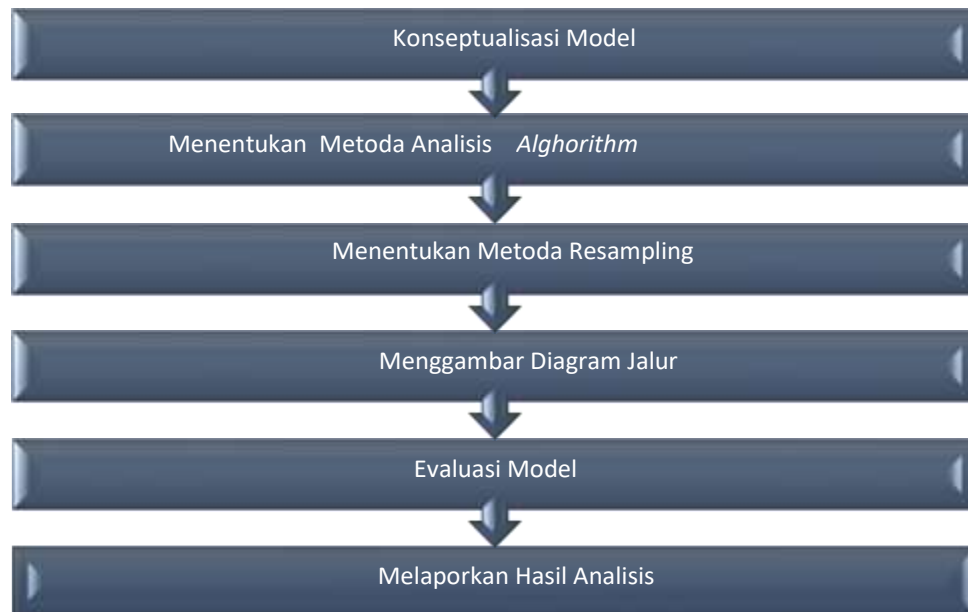 Konseptualisasi Model
Menentukan Metoda Analisis Alghorithm
Menentukan Metoda Resampling
Menggambar Diagram Jalur
Evaluasi Model
Melaporkan Hasil Analisis